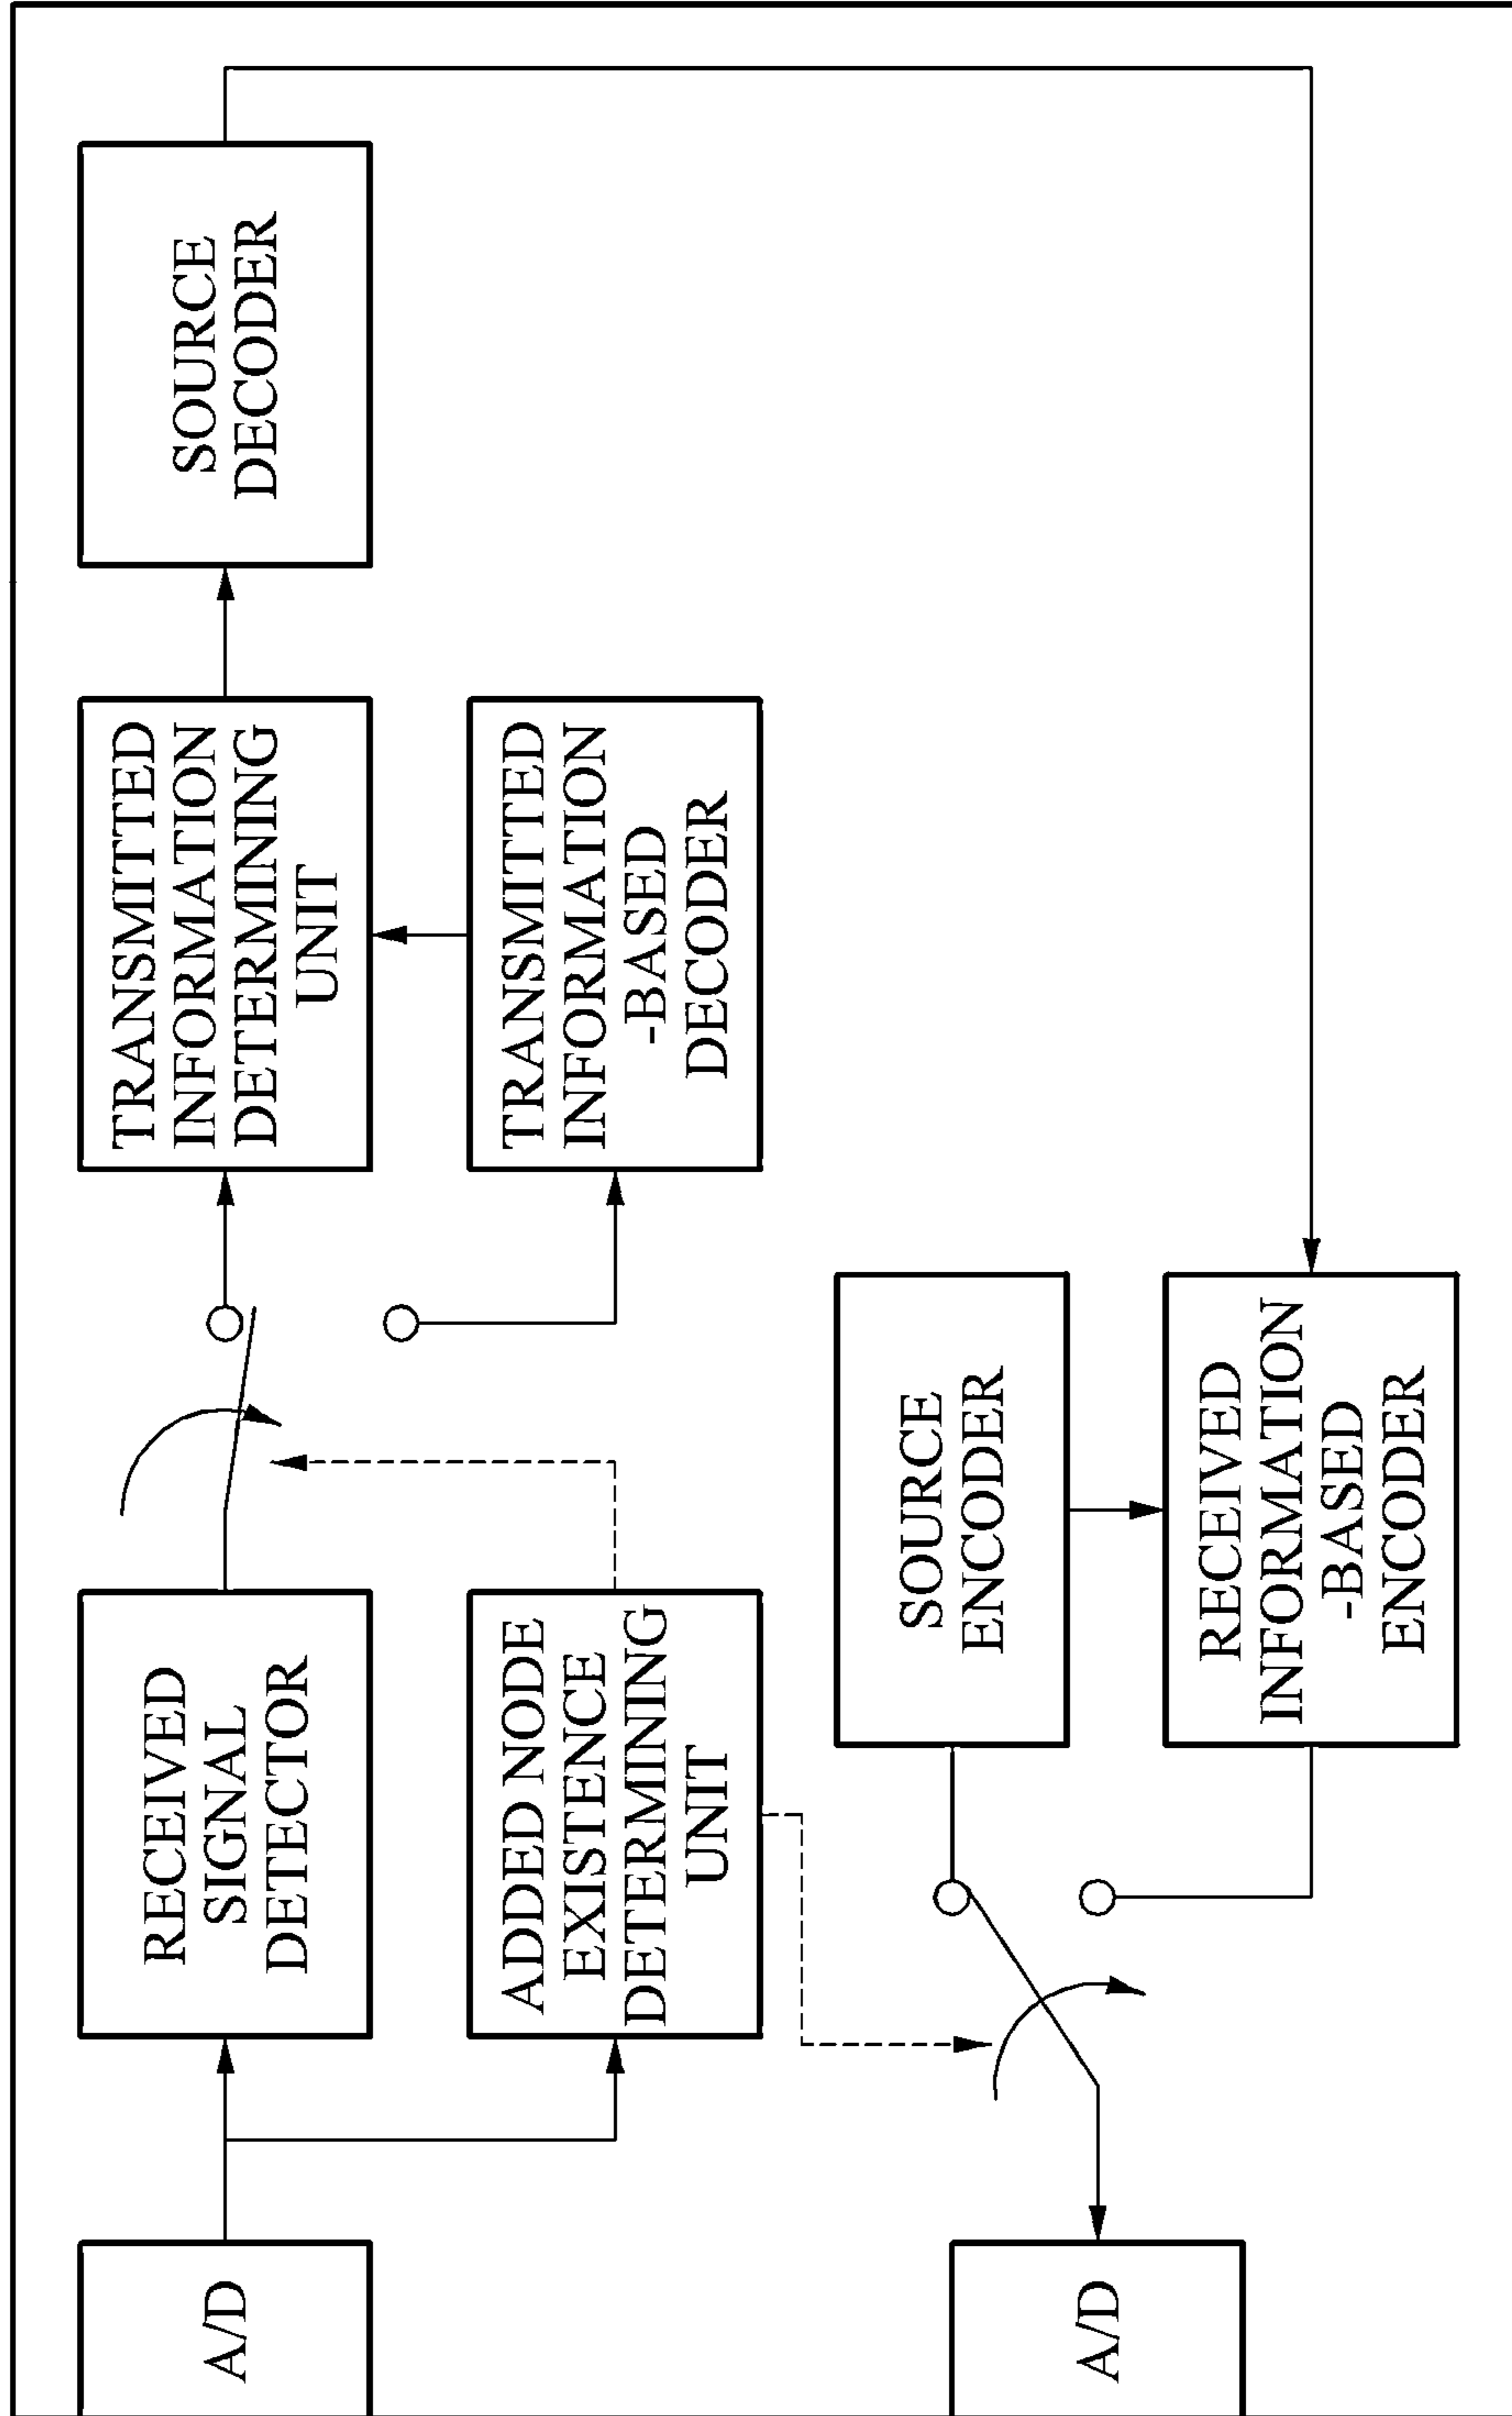 A/D
RECEIVED
SIGNAL
DETECTOR
TRANSMITTED
INFORMATION
DETERMINING
UNIT
SOURCE
DECODER
ADDED NODE
EXISTENCE
DETERMINING
UNIT
TRANSMITTED
INFORMATION
-BASED
DECODER
SOURCE
ENCODER
A/D
RECEIVED
INFORMATION
-BASED
ENCODER